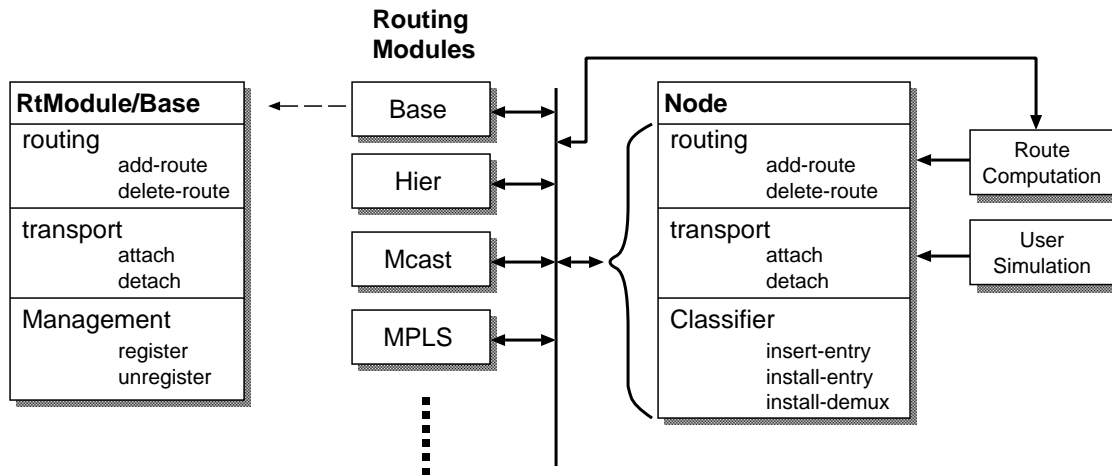 Routing
Modules
RtModule/Base
routing
add-route
delete-route
transport
attach
detach
Management
register
unregister
Base
Hier
Mcast
MPLS
Node
routing
add-route
delete-route
transport
attach
detach
Classifier
insert-entry
install-entry
install-demux
Route
Computation
User
Simulation